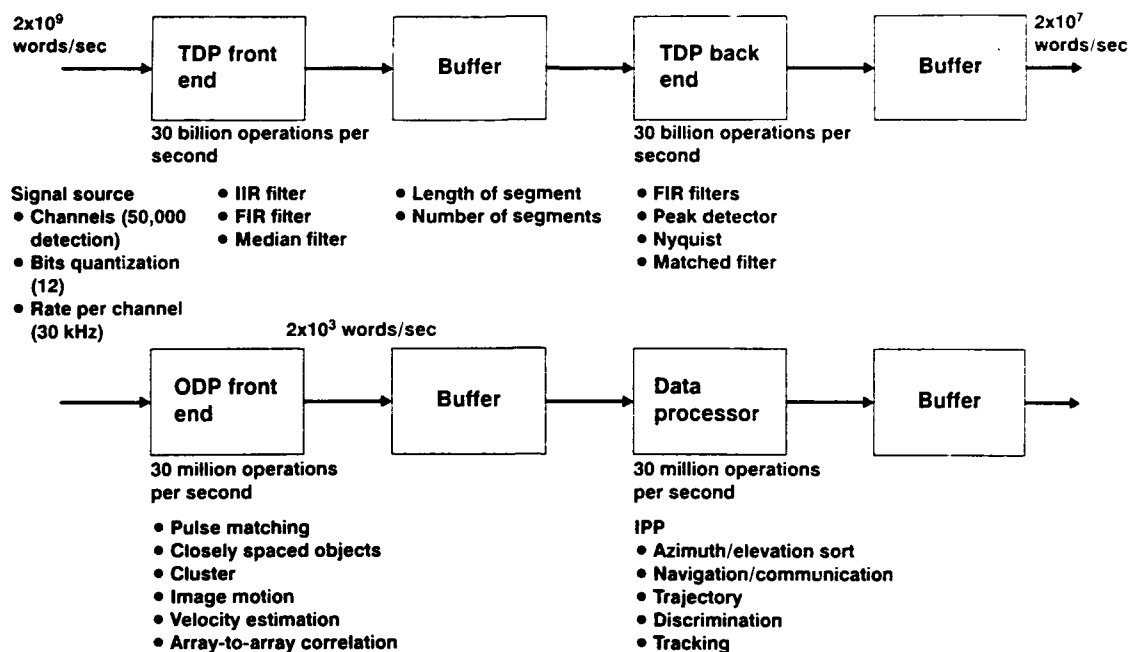 2x10⁹
words/sec
TDP front
end
Buffer
TDP back
end
Buffer
2x10⁷
words/sec
30 billion operations per
second
30 billion operations per
second
Signal source
• Channels (50,000
detection)
• Bits quantization
(12)
• Rate per channel
(30 kHz)
• IIR filter
• FIR filter
• Median filter
• Length of segment
• Number of segments
• FIR filters
• Peak detector
• Nyquist
• Matched filter
2x10³ words/sec
ODP front
end
Buffer
Data
processor
Buffer
30 million operations
per second
30 million operations
per second
• Pulse matching
• Closely spaced objects
• Cluster
• Image motion
• Velocity estimation
• Array-to-array correlation
IPP
• Azimuth/elevation sort
• Navigation/communication
• Trajectory
• Discrimination
• Tracking